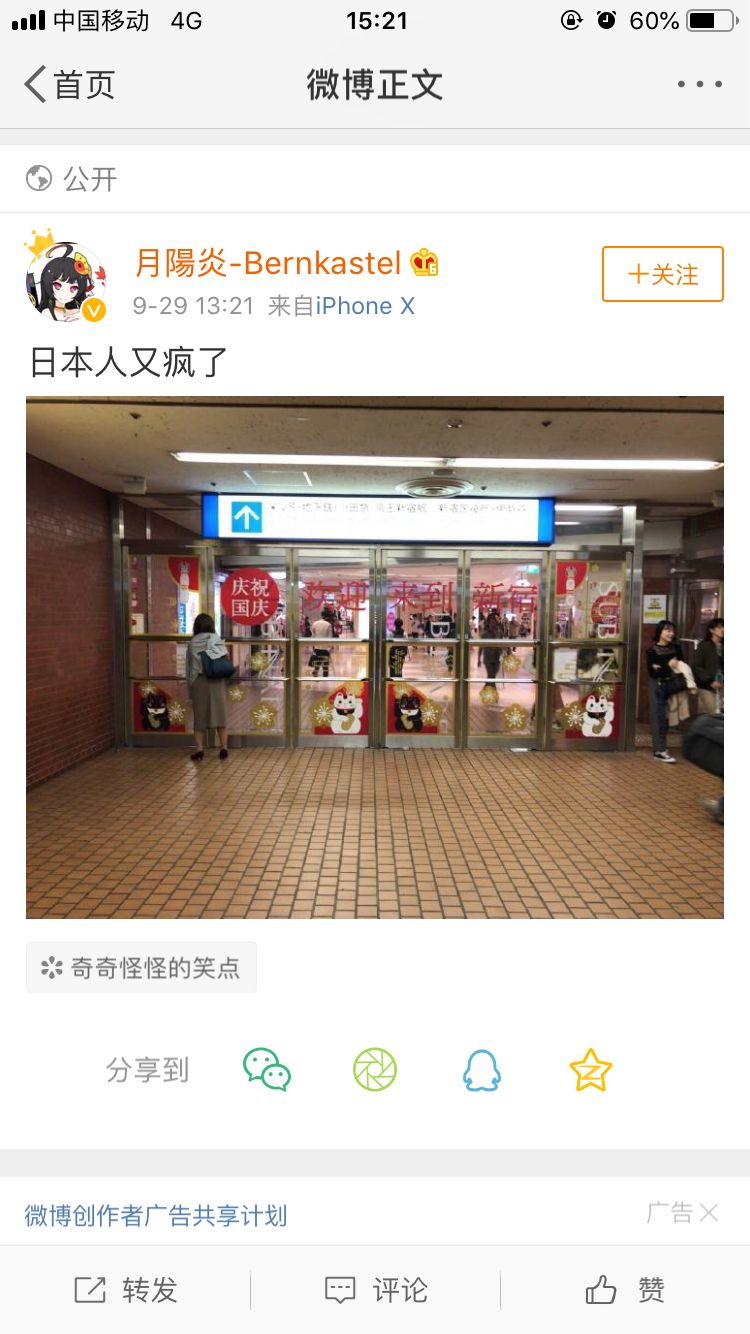 中国移动 4G 15:21 60%
首页 微博正文
公开
月陽炎-Bernkastel
+关注
9-29 13:21 来自iPhone X
日本人又疯了
庆祝
国庆
欢迎 来到 新宿
SUB
奇奇怪怪的笑点
分享到
微博创作者广告共享计划
广告
转发 评论 赞